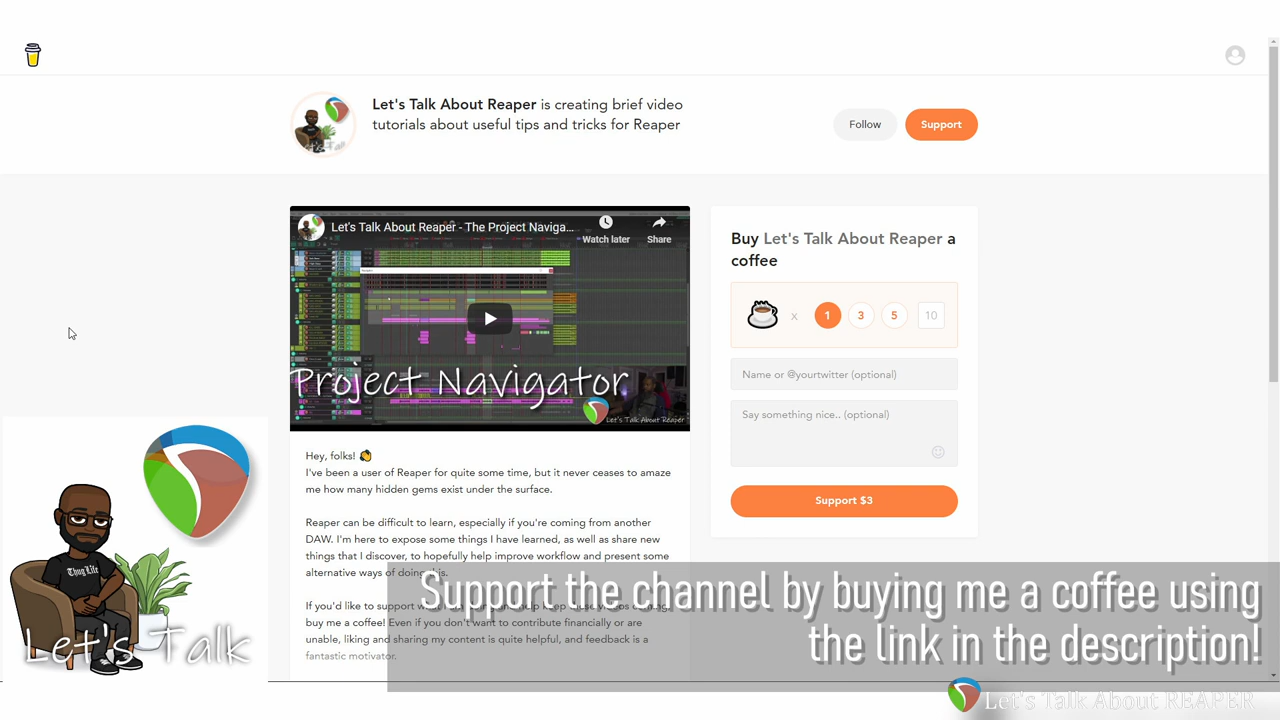 Let's Talk About Reaper is creating brief video
tutorials about useful tips and tricks for Reaper
Follow
Support
Let's Talk About Reaper - The Project Naviga...
Watch later
Share
Project Navigator
Let's Talk About Reaper
Hey, folks!
I've been a user of Reaper for quite some time, but it never ceases to amaze
me how many hidden gems exist under the surface.
Reaper can be difficult to learn, especially if you're coming from another
DAW. I'm here to expose some things I have learned, as well as share new
things that I discover, to hopefully help improve workflow and present some
alternative ways of doing this.
If you'd like to support what
buy me a coffee! Even if you don't want to contribute financially or are
unable, liking and sharing my content is quite helpful, and feedback is a
fantastic motivator.
Buy Let's Talk About Reaper a
coffee
x 1 3 5 10
Name or @yourtwitter (optional)
Say something nice.. (optional)
Support $3
Thug Life
Let's Talk
Support the channel by buying me a coffee using
the link in the description!
Let's Talk About REAPER